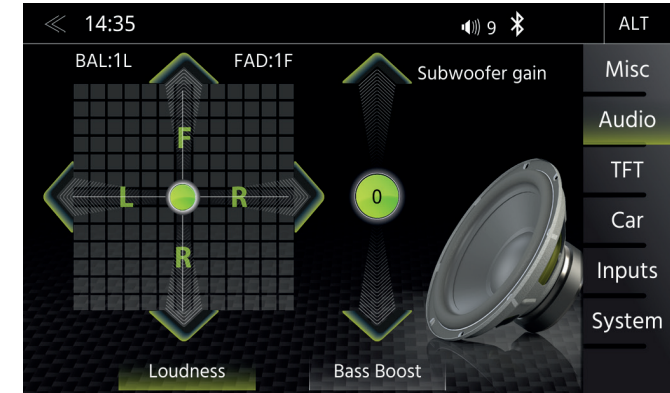 14:35
9
ALT
BAL:1L
FAD:1F
Subwoofer gain
F
L
R
R
0
Loudness
Bass Boost
Misc
Audio
TFT
Car
Inputs
System